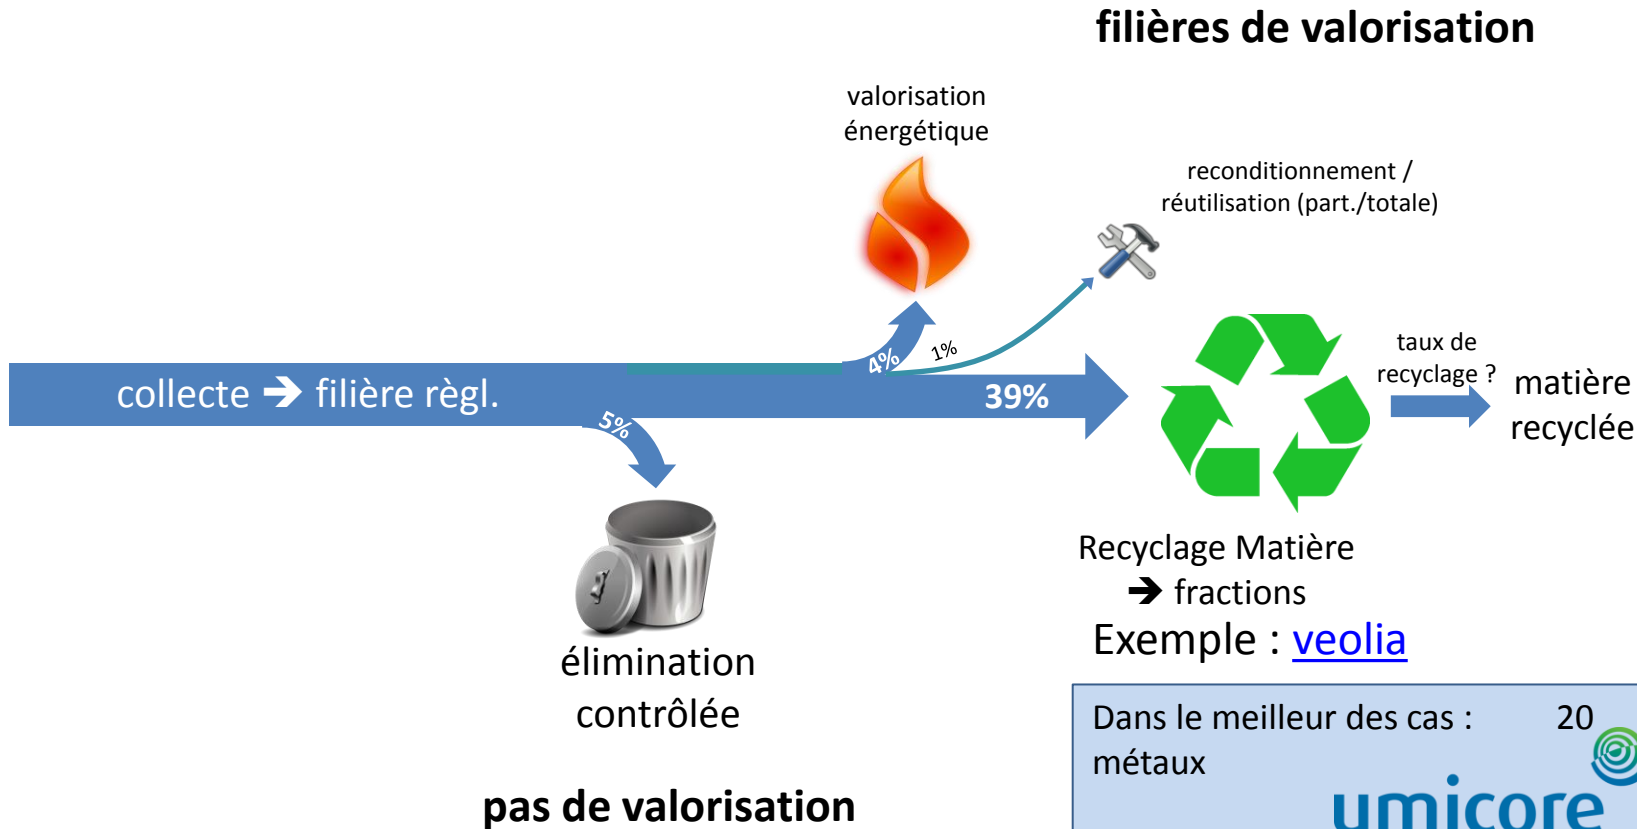 filières de valorisation
valorisation
énergétique
reconditionnement /
réutilisation (part./totale)
4%
1%
taux de
recyclage ?
collecte ➔ filière règl.
39%
matière
recyclée
5%
Recyclage Matière
➔ fractions
Exemple : veolia
élimination
contrôlée
Dans le meilleur des cas : 20
métaux
umicore
pas de valorisation